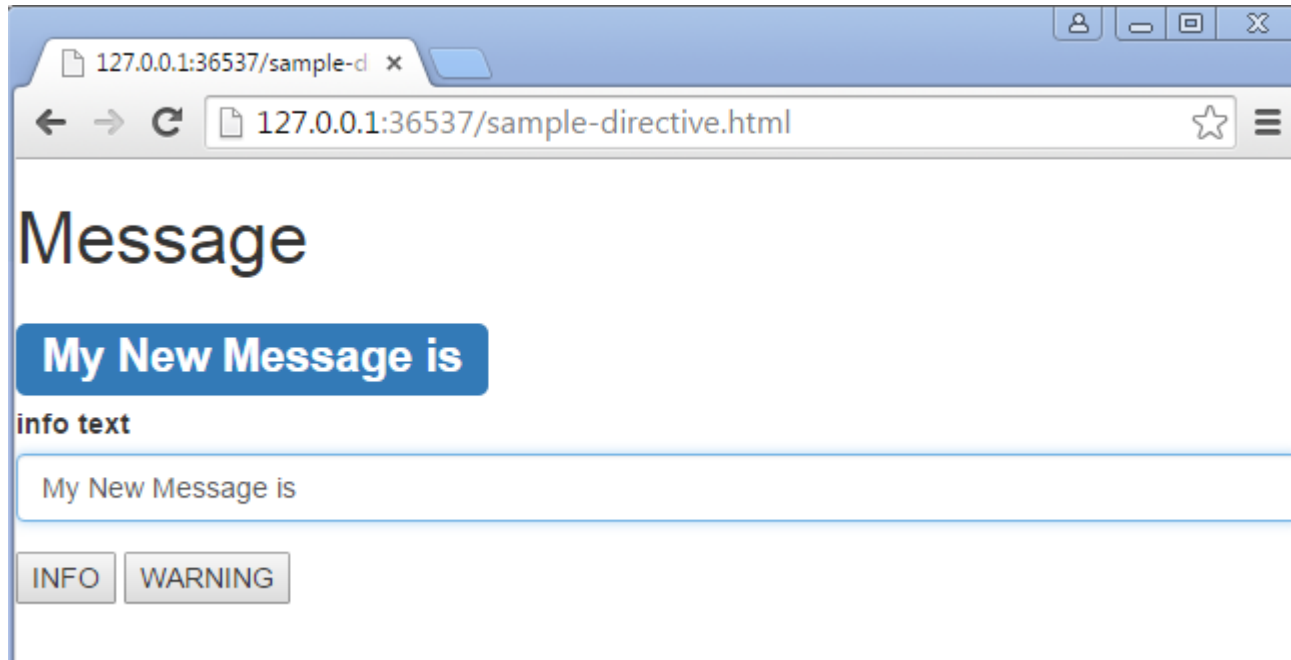 127.0.0.1:36537/sample-d
127.0.0.1:36537/sample-directive.html
Message
My New Message is
info text
My New Message is
INFO WARNING